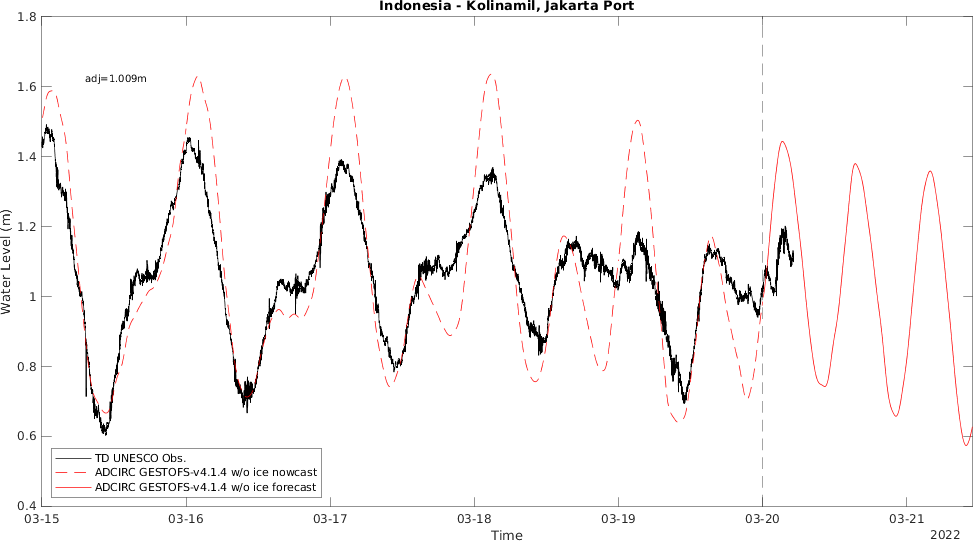 Indonesia - Kolinamil, Jakarta Port
1.8
1.6
1.4
1.2
1
0.8
0.6
0.4
Water Level (m)
adj=1.009m
TD UNESCO Obs.
ADCIRC GESTOFS-v4.1.4 w/o ice nowcast
ADCIRC GESTOFS-v4.1.4 w/o ice forecast
03-15 03-16 03-17 03-18 03-19 03-20 03-21
Time
2022